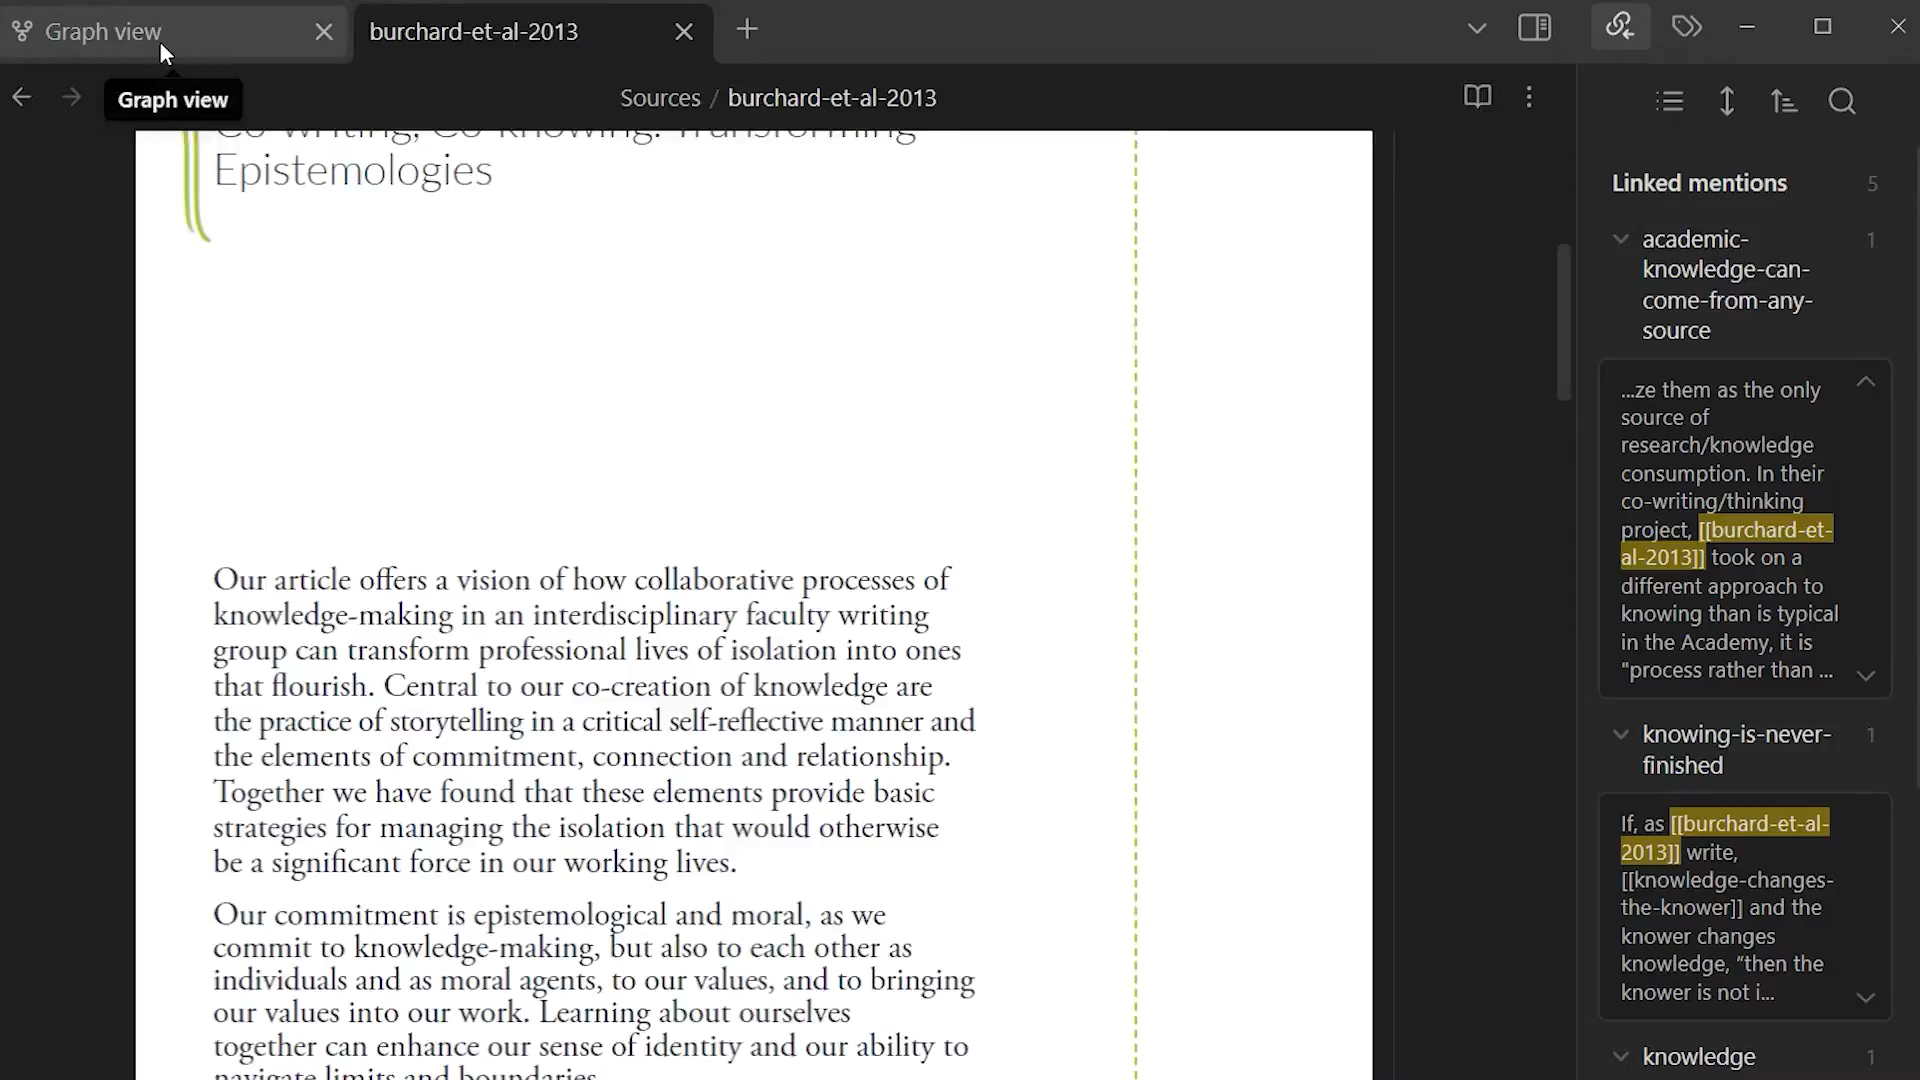 Graph view
burchard-et-al-2013
Graph view
Sources / burchard-et-al-2013
Co-writing, Co-knowing: Transforming
Epistemologies
Our article offers a vision of how collaborative processes of
knowledge-making in an interdisciplinary faculty writing
group can transform professional lives of isolation into ones
that flourish. Central to our co-creation of knowledge are
the practice of storytelling in a critical self-reflective manner and
the elements of commitment, connection and relationship.
Together we have found that these elements provide basic
strategies for managing the isolation that would otherwise
be a significant force in our working lives.
Our commitment is epistemological and moral, as we
commit to knowledge-making, but also to each other as
individuals and as moral agents, to our values, and to bringing
our values into our work. Learning about ourselves
together can enhance our sense of identity and our ability to
navigate limits and boundaries.
Linked mentions 5
academic- 1
knowledge-can-
come-from-any-
source
...ze them as the only
source of
research/knowledge
consumption. In their
co-writing/thinking
project, [[burchard-et-
al-2013]] took on a
different approach to
knowing than is typical
in the Academy, it is
"process rather than ...
knowing-is-never- 1
finished
If, as [[burchard-et-al-
2013]] write,
[[knowledge-changes-
the-knower]] and the
knower changes
knowledge, “then the
knower is not i...
knowledge 1